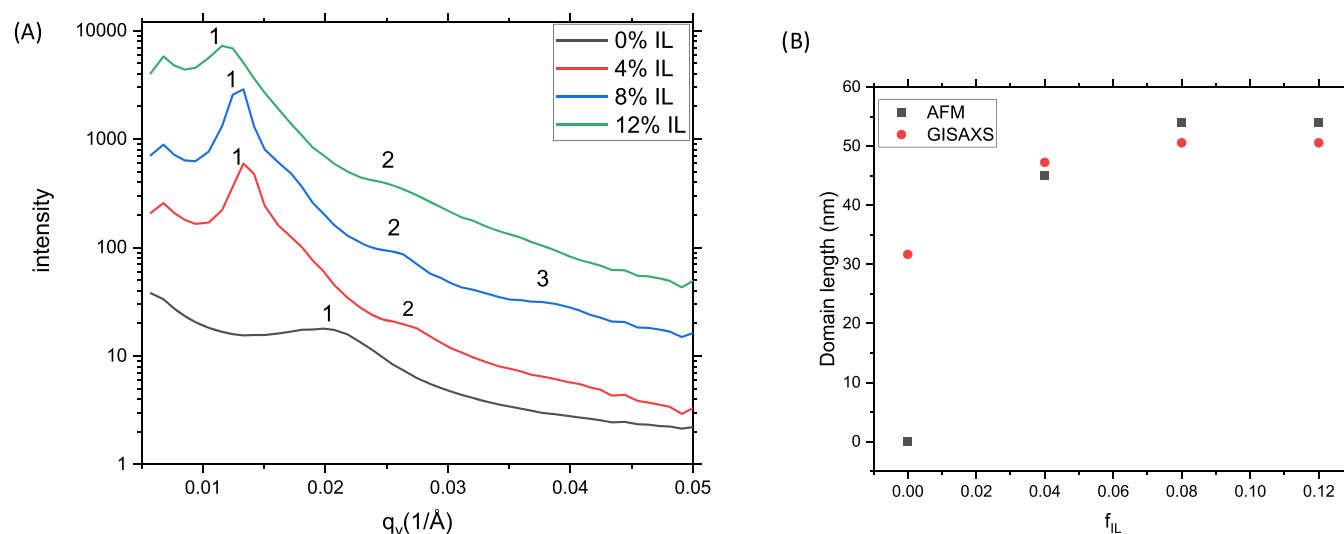 (A)
10000
1000
100
10
1
intensity
0.01
0.02
0.03
0.04
0.05
q_y(1/Å)
0% IL
4% IL
8% IL
12% IL
1
2
1
2
3
1
2
1
(B)
60
50
40
30
20
10
0
Domain length (nm)
0.00
0.02
0.04
0.06
0.08
0.10
0.12
f_IL
AFM
GISAXS